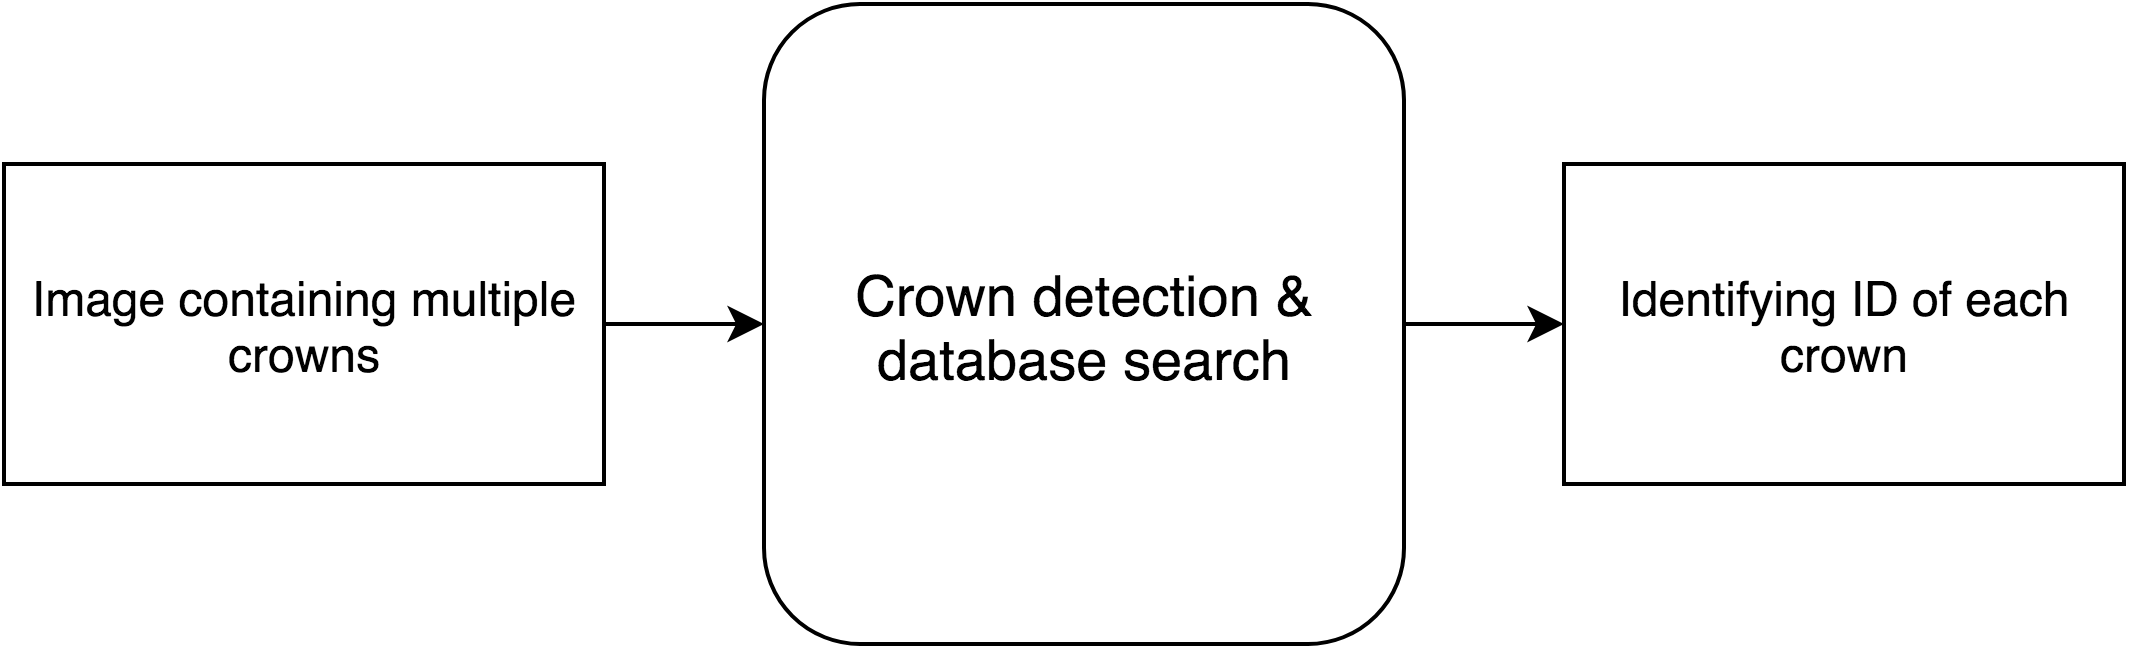 Image containing multiple
crowns
Crown detection &
database search
Identifying ID of each
crown